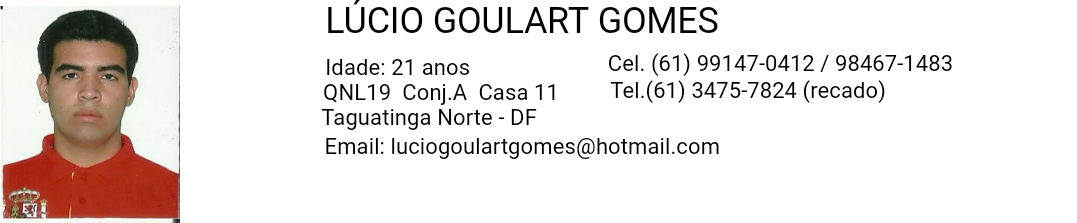 LÚCIO GOULART GOMES
Idade: 21 anos
QNL19 Conj.A Casa 11
Taguatinga Norte - DF
Email: luciogoulartgomes@hotmail.com
Cel. (61) 99147-0412 / 98467-1483
Tel.(61) 3475-7824 (recado)